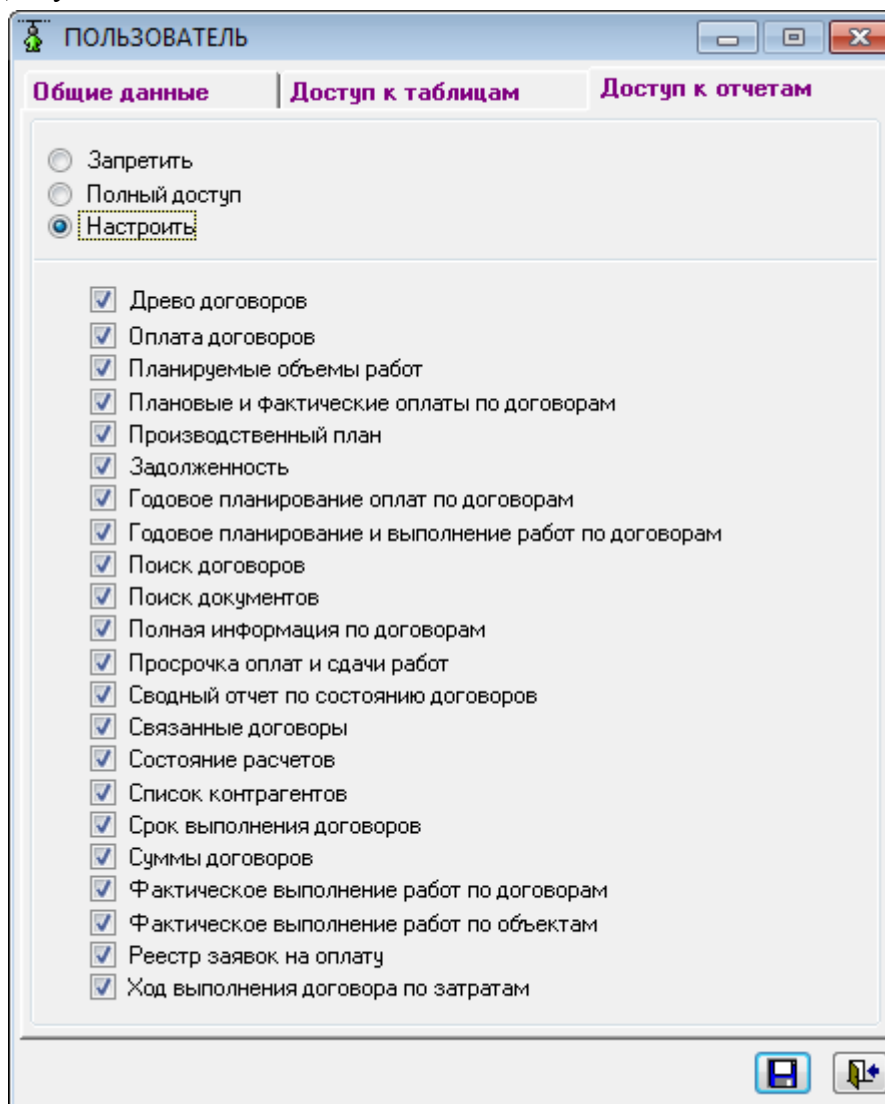 ПОЛЬЗОВАТЕЛЬ
Общие данные Доступ к таблицам Доступ к отчетам
Запретить
Полный доступ
Настроить
Древо договоров
Оплата договоров
Планируемые объемы работ
Плановые и фактические оплаты по договорам
Производственный план
Задолженность
Годовое планирование оплат по договорам
Годовое планирование и выполнение работ по договорам
Поиск договоров
Поиск документов
Полная информация по договорам
Просрочка оплат и сдачи работ
Сводный отчет по состоянию договоров
Связанные договоры
Состояние расчетов
Список контрагентов
Срок выполнения договоров
Суммы договоров
Фактическое выполнение работ по договорам
Фактическое выполнение работ по объектам
Реестр заявок на оплату
Ход выполнения договора по затратам